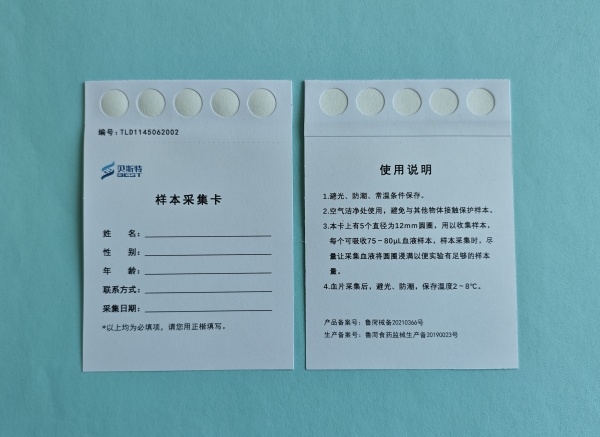 编号: TLD1145062002
贝斯特
BEST
样本采集卡
姓 名:
性 别:
年 龄:
联系方式:
采集日期:
*以上均为必填项，请您用正楷填写。
使用说明
1.避光、防潮、常温条件保存。
2.空气洁净处使用，避免与其他物体接触保护样本。
3.本卡上有5个直径为12mm圆圈，用以收集样本，
每个可吸收75－80μL血液样本，样本采集时，尽
量让采集血液将圆圈浸满以便实验有足够的样本
量。
4.血片采集后，避光、防潮，保存温度2～8℃。
产品备案号：鲁菏械备20210366号
生产备案号：鲁菏食药监械生产备20190023号